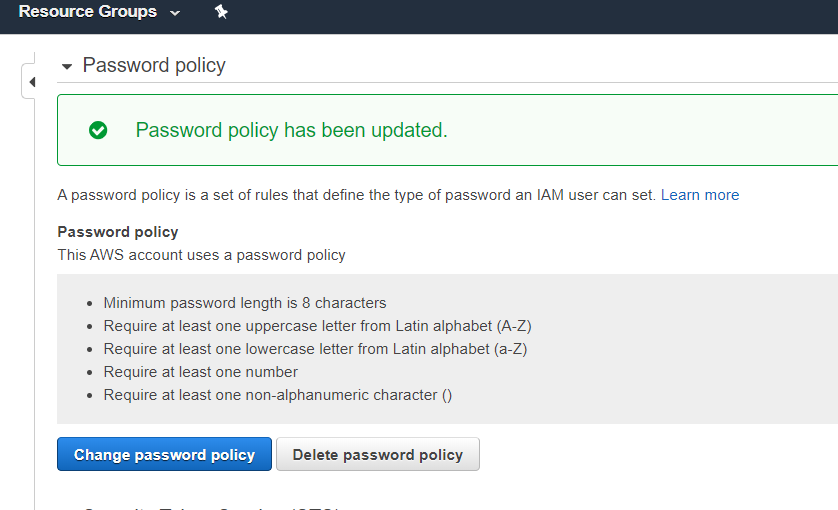 Resource Groups
Password policy
Password policy has been updated.
A password policy is a set of rules that define the type of password an IAM user can set. Learn more
Password policy
This AWS account uses a password policy
Minimum password length is 8 characters
Require at least one uppercase letter from Latin alphabet (A-Z)
Require at least one lowercase letter from Latin alphabet (a-Z)
Require at least one number
Require at least one non-alphanumeric character ()
Change password policy Delete password policy